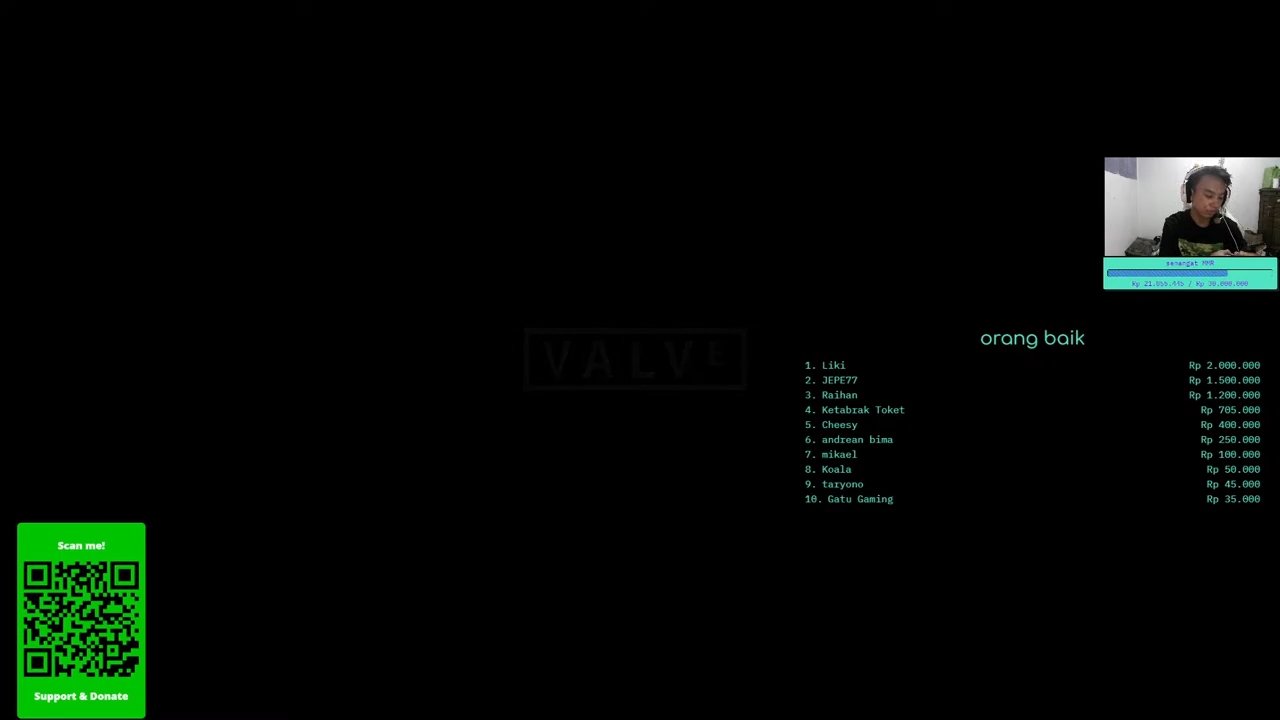 VALVE
semangat MMR
orang baik
1. Liki Rp 2.000.000
2. JEPE77 Rp 1.500.000
3. Raihan Rp 1.200.000
4. Ketabrak Toket Rp 705.000
5. Cheesy Rp 400.000
6. andrean bima Rp 250.000
7. mikael Rp 100.000
8. Koala Rp 50.000
9. taryono Rp 45.000
10. Gatu Gaming Rp 35.000
Scan me!
Support & Donate